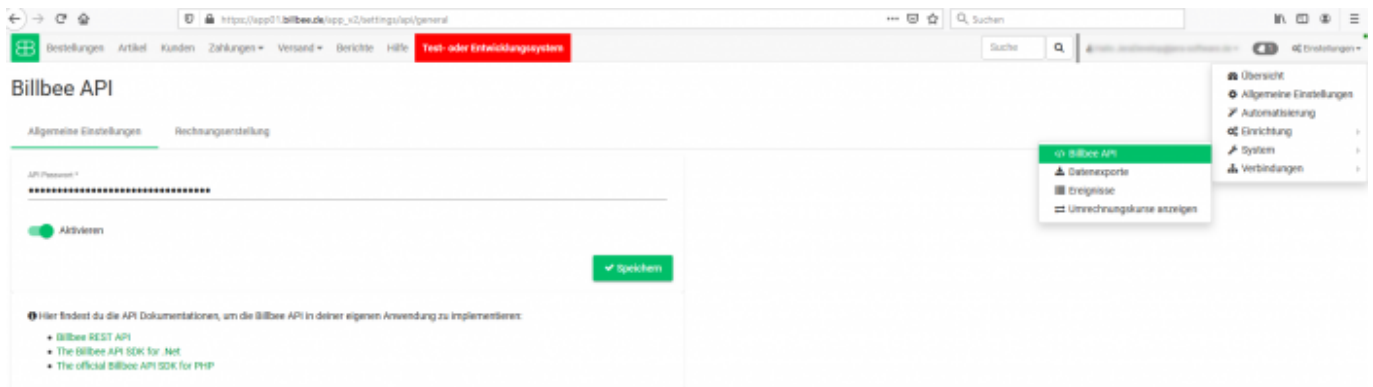 https://app01.billbee.de/app_v2/settings/api/general
Suchen
Bestellungen Artikel Kunden Zahlungen Versand Berichte Hilfe Test- oder Entwicklungssystem Suche Einstellungen
Billbee API
Allgemeine Einstellungen Rechnungserstellung
API Passwort *
Aktivieren
Speichern
Hier findest du die API Dokumentationen, um die Billbee API in deiner eigenen Anwendung zu implementieren:
Billbee REST API
The Billbee API SDK for .Net
The official Billbee API SDK for PHP
Übersicht
Allgemeine Einstellungen
Automatisierung
Einrichtung
System
Verbindungen
Billbee API
Datenexporte
Ereignisse
Umrechnungskurse anzeigen